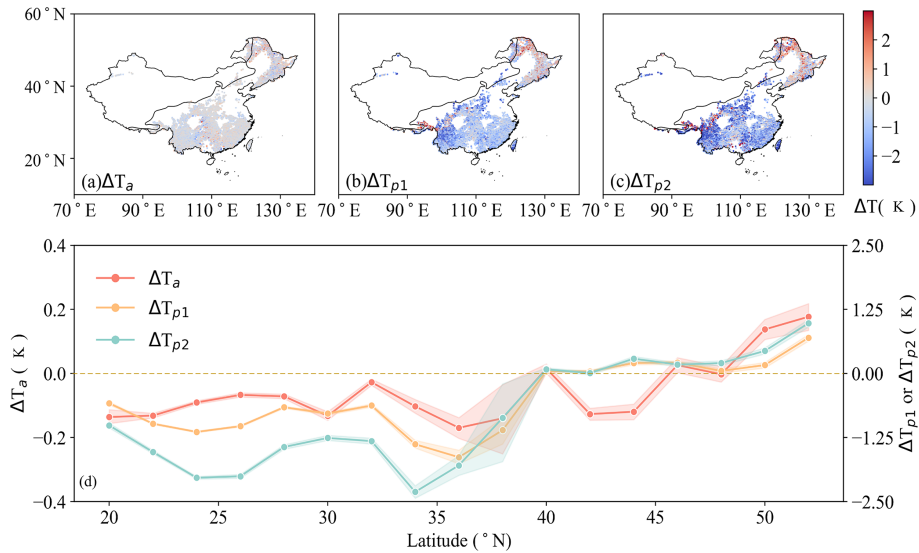 60°N
40°N
20°N
(a)ΔTa
(b)ΔTp1
(c)ΔTp2
70°E 90°E 110°E 130°E
70°E 90°E 110°E 130°E
70°E 90°E 110°E 130°E
2
1
0
−1
−2
ΔT( K)
0.4
0.2
0.0
−0.2
−0.4
ΔTa ( K)
ΔTa
ΔTp1
ΔTp2
(d)
2.50
1.25
0.00
−1.25
−2.50
ΔTp1 or ΔTp2 ( K)
20 25 30 35 40 45 50
Latitude (°N)